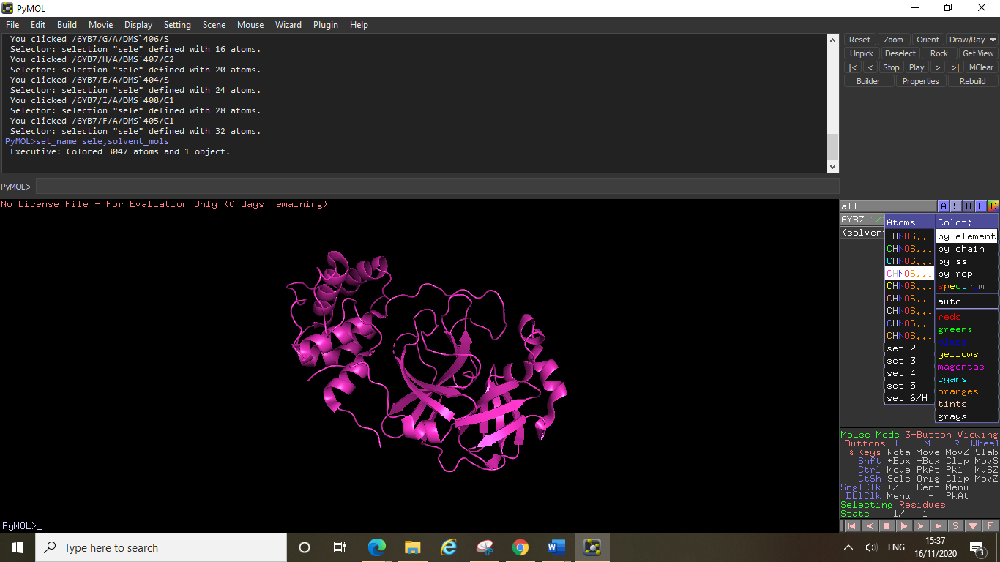 PyMOL
File Edit Build Movie Display Setting Scene Mouse Wizard Plugin Help
You clicked /6YB7/G/A/DMS`406/S
Selector: selection "sele" defined with 16 atoms.
You clicked /6YB7/H/A/DMS`407/C2
Selector: selection "sele" defined with 20 atoms.
You clicked /6YB7/E/A/DMS`404/S
Selector: selection "sele" defined with 24 atoms.
You clicked /6YB7/I/A/DMS`408/C1
Selector: selection "sele" defined with 28 atoms.
You clicked /6YB7/F/A/DMS`405/C1
Selector: selection "sele" defined with 32 atoms.
PyMOL>set_name sele,solvent_mols
Executive: Colored 3047 atoms and 1 object.
PyMOL>
Reset Zoom Orient Draw/Ray
Unpick Deselect Rock Get View
|< < Stop Play > >| MClear
Builder Properties Rebuild
No License File - For Evaluation Only (0 days remaining)
all A S H L C
6YB7 1/
(solven
Atoms
HNOS...
CHNOS...
CHNOS...
CHNOS...
CHNOS...
CHNOS...
CHNOS...
CHNOS...
CHNOS...
set 2
set 3
set 4
set 5
set 6/H
Color:
by element
by chain
by ss
by rep
spectrum
auto
reds
greens
blues
yellows
magentas
cyans
oranges
tints
grays
Mouse Mode 3-Button Viewing
Buttons L M R Wheel
& Keys Rota Move MovZ Slab
Shft +Box -Box Clip MovS
Ctrl Move PkAt Pk1 MvSZ
CtSh Sele Orig Clip MovZ
SnglClk +/- Cent Menu
DblClk Menu - PkAt
Selecting Residues
State 1/ 1
S F
PyMOL>_
Type here to search
ENG
15:37
16/11/2020
3